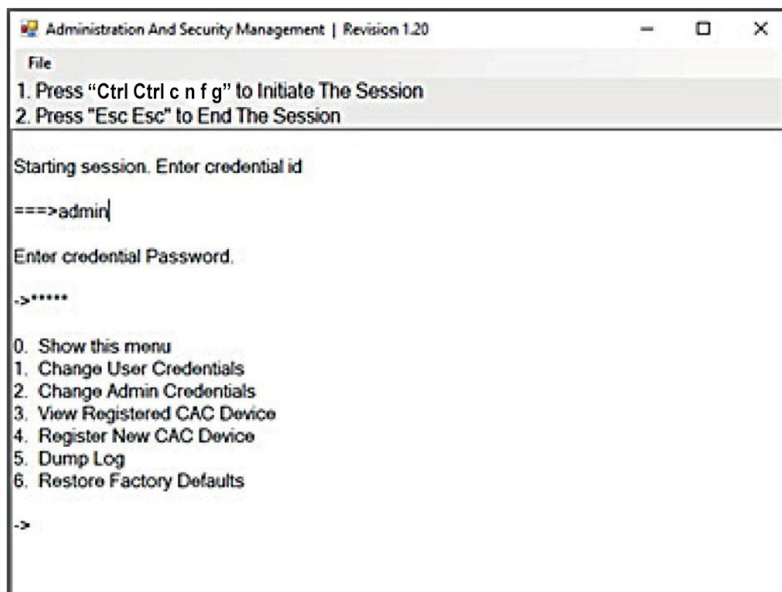 Administration And Security Management | Revision 1.20
File
1. Press “Ctrl Ctrl c n f g” to Initiate The Session
2. Press "Esc Esc" to End The Session
Starting session. Enter credential id
===>admin
Enter credential Password.
->*****
0. Show this menu
1. Change User Credentials
2. Change Admin Credentials
3. View Registered CAC Device
4. Register New CAC Device
5. Dump Log
6. Restore Factory Defaults
->